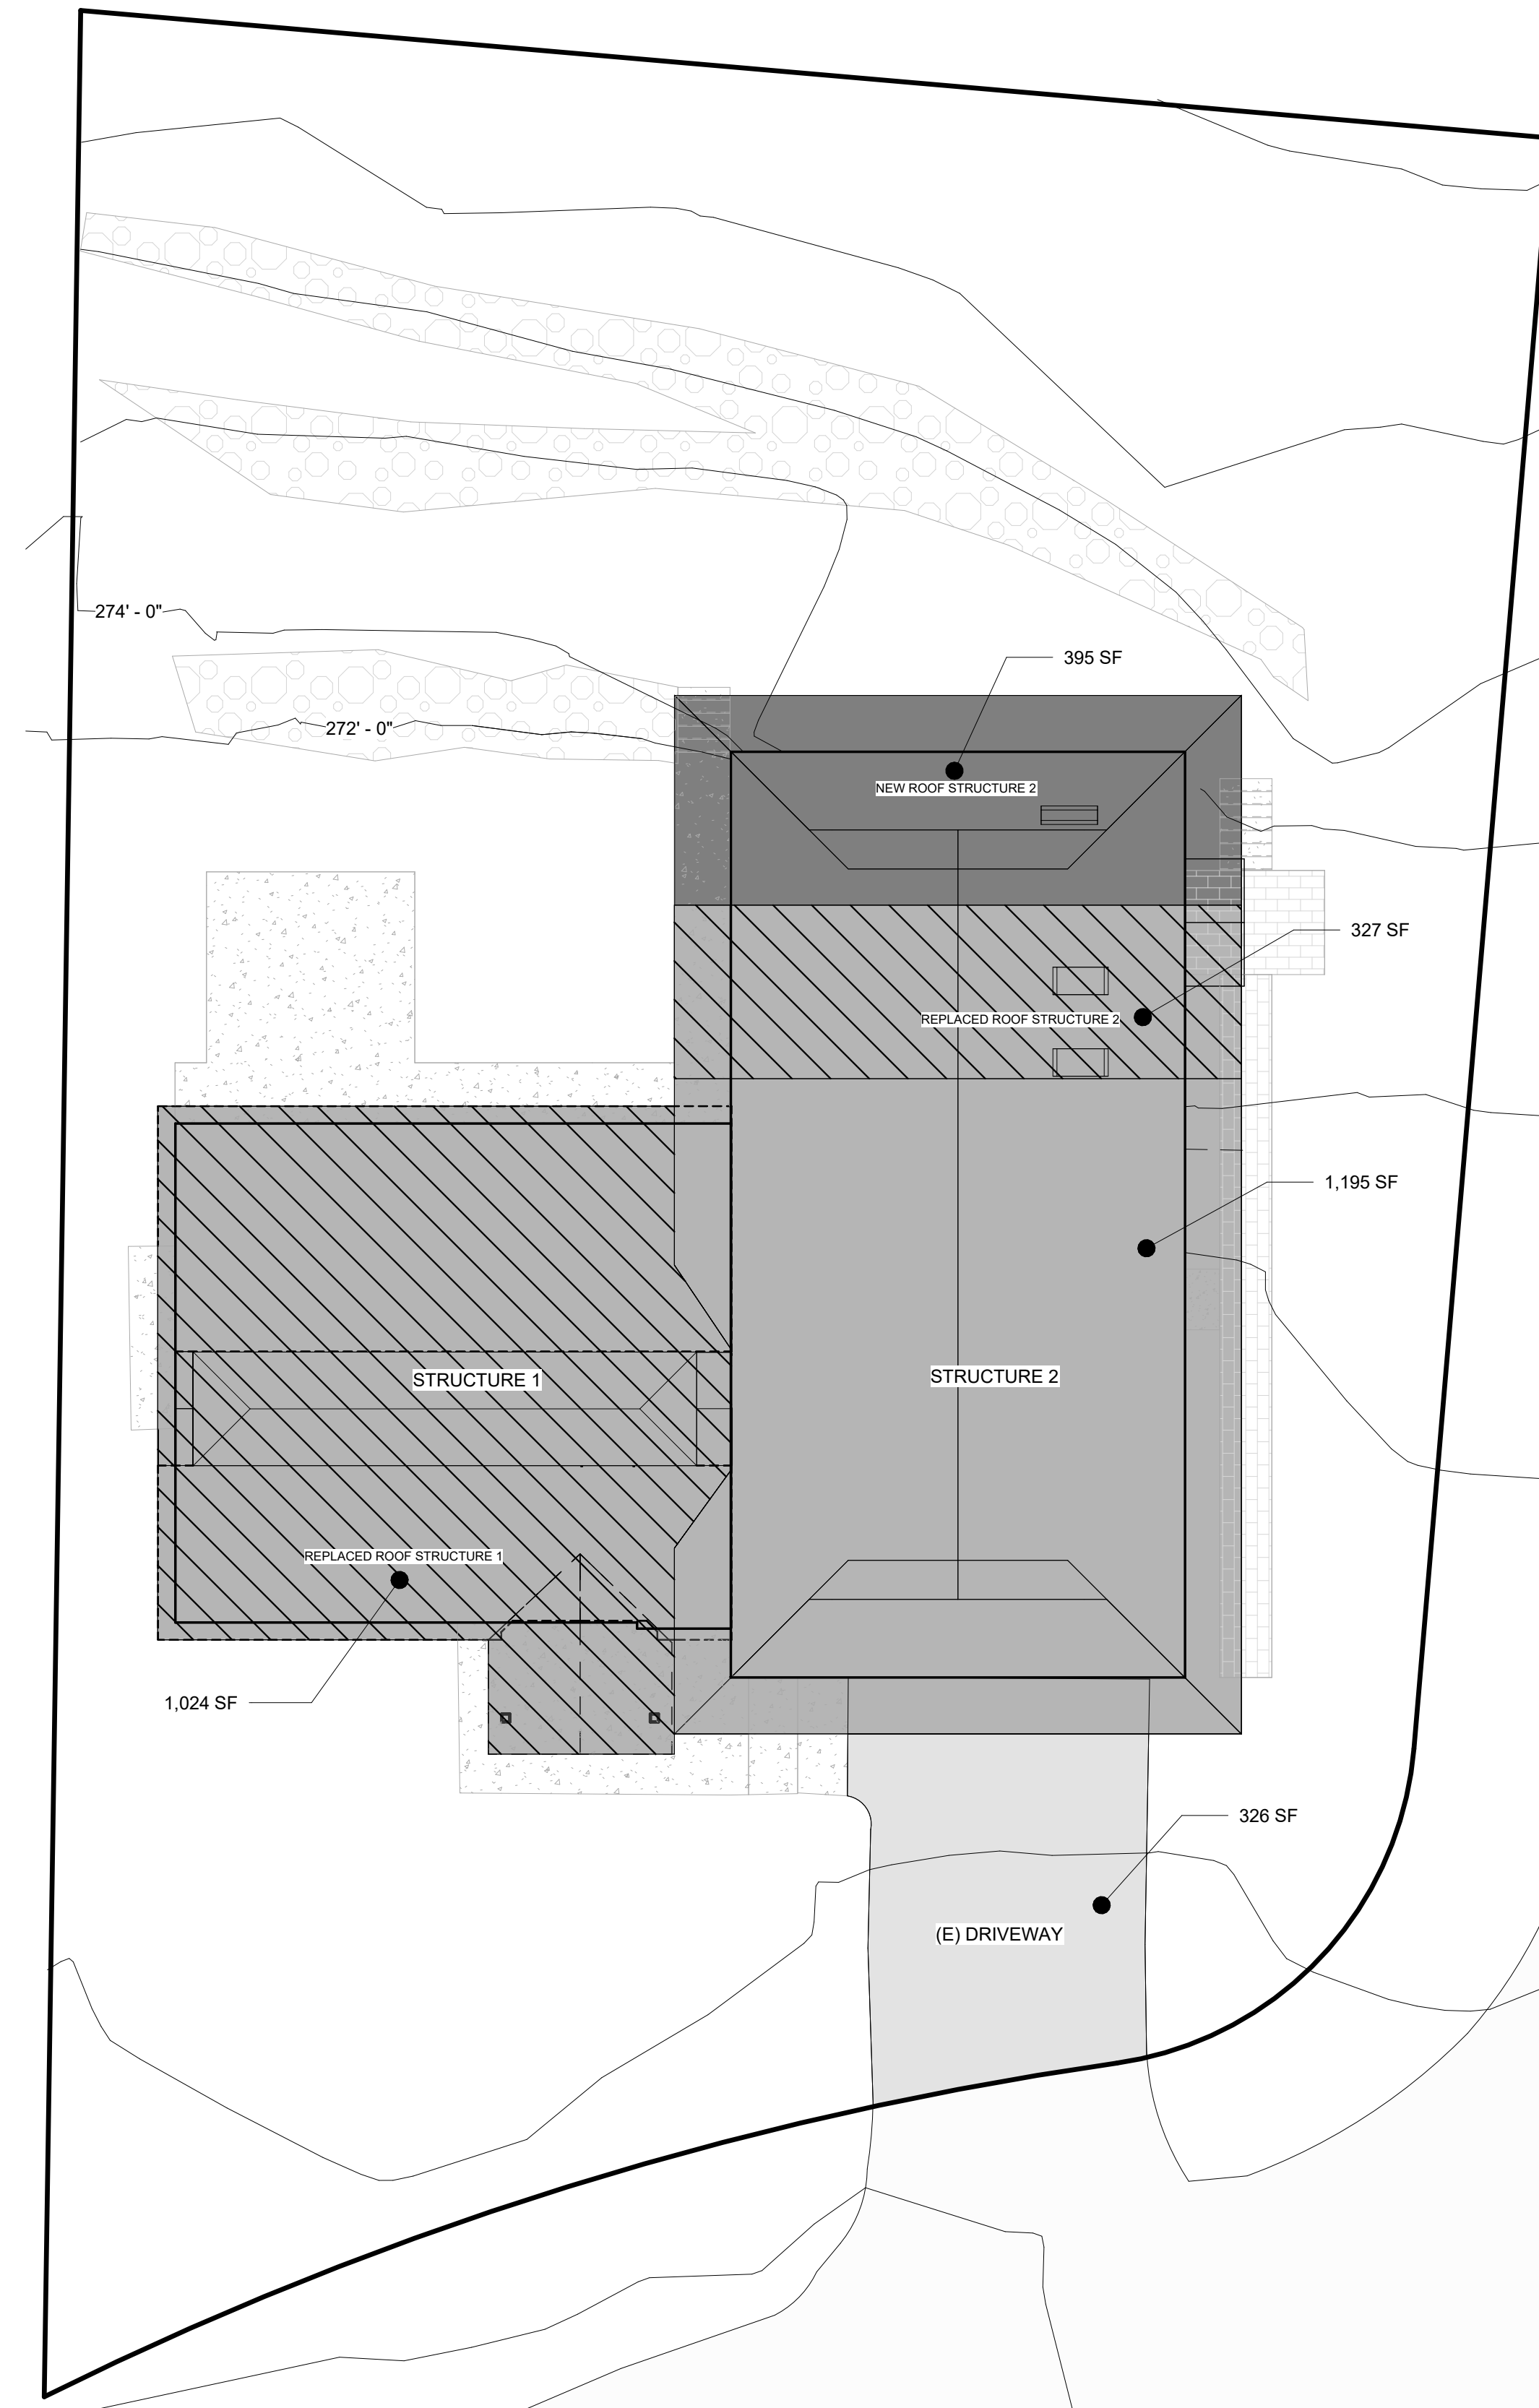 274' - 0"
395 SF
272' - 0"
NEW ROOF STRUCTURE 2
327 SF
REPLACED ROOF STRUCTURE 2
1,195 SF
STRUCTURE 1
STRUCTURE 2
REPLACED ROOF STRUCTURE 1
1,024 SF
326 SF
(E) DRIVEWAY